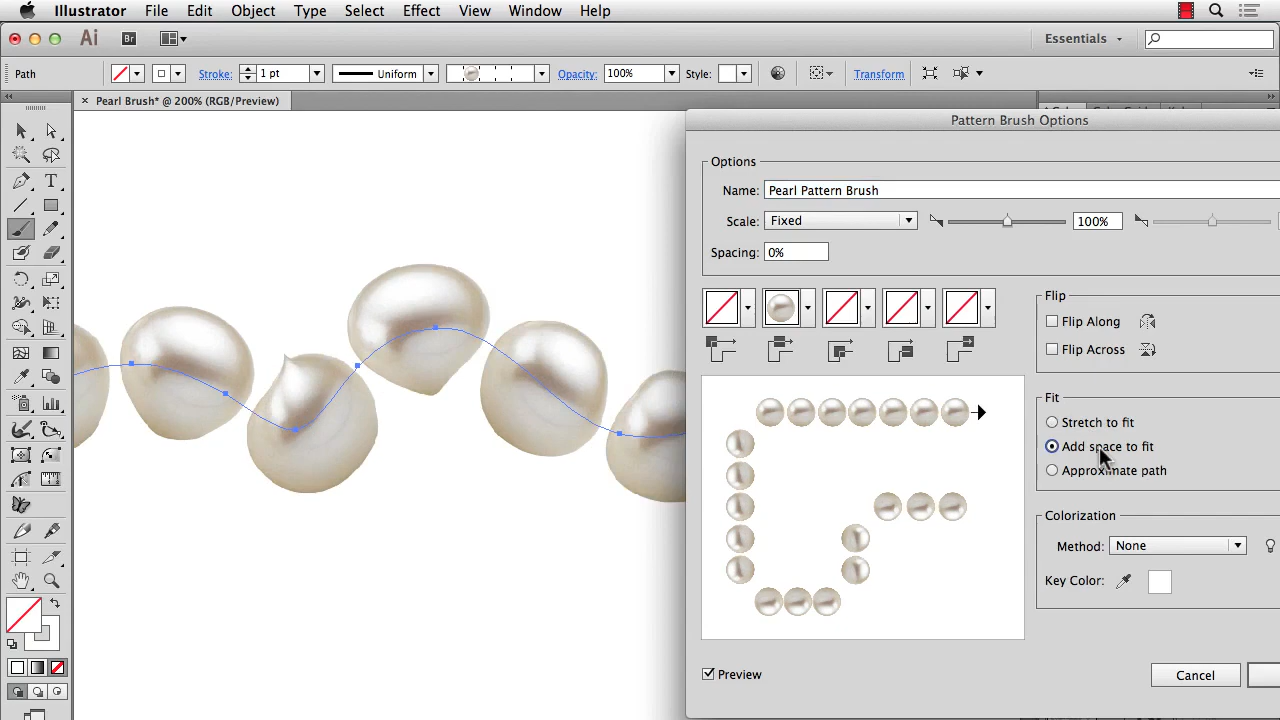 Illustrator File Edit Object Type Select Effect View Window Help
Ai Br Essentials
Path Stroke: 1 pt Uniform Opacity: 100% Style: Transform
× Pearl Brush* @ 200% (RGB/Preview)
Pattern Brush Options
Options
Name: Pearl Pattern Brush
Scale: Fixed 100%
Spacing: 0%
Flip
Flip Along
Flip Across
Fit
Stretch to fit
Add space to fit
Approximate path
Colorization
Method: None
Key Color:
Preview
Cancel